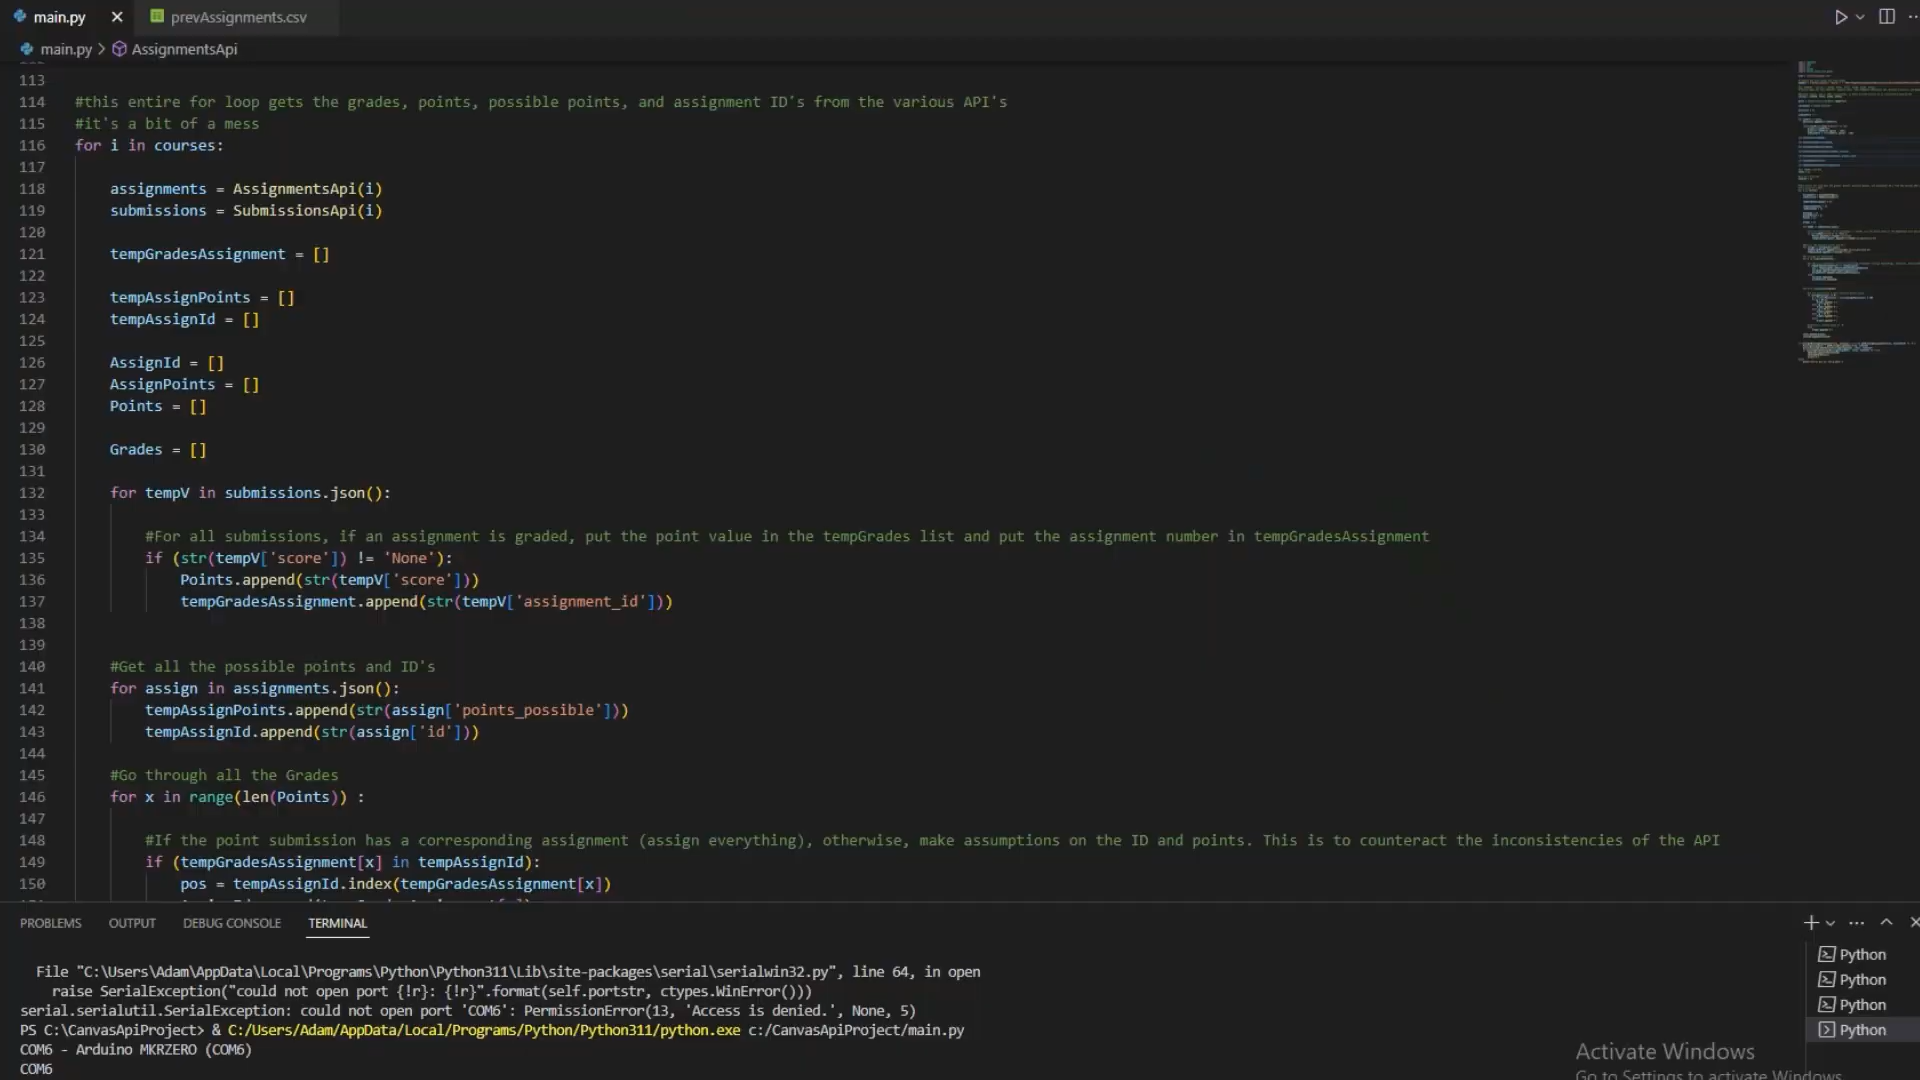 main.py
prevAssignments.csv
main.py > AssignmentsApi
113
114 #this entire for loop gets the grades, points, possible points, and assignment ID's from the various API's
115 #it's a bit of a mess
116 for i in courses:
117
118 assignments = AssignmentsApi(i)
119 submissions = SubmissionsApi(i)
120
121 tempGradesAssignment = []
122
123 tempAssignPoints = []
124 tempAssignId = []
125
126 AssignId = []
127 AssignPoints = []
128 Points = []
129
130 Grades = []
131
132 for tempV in submissions.json():
133
134 #For all submissions, if an assignment is graded, put the point value in the tempGrades list and put the assignment number in tempGradesAssignment
135 if (str(tempV['score']) != 'None'):
136 Points.append(str(tempV['score']))
137 tempGradesAssignment.append(str(tempV['assignment_id']))
138
139
140 #Get all the possible points and ID's
141 for assign in assignments.json():
142 tempAssignPoints.append(str(assign['points_possible']))
143 tempAssignId.append(str(assign['id']))
144
145 #Go through all the Grades
146 for x in range(len(Points)) :
147
148 #If the point submission has a corresponding assignment (assign everything), otherwise, make assumptions on the ID and points. This is to counteract the inconsistencies of the API
149 if (tempGradesAssignment[x] in tempAssignId):
150 pos = tempAssignId.index(tempGradesAssignment[x])
PROBLEMS OUTPUT DEBUG CONSOLE TERMINAL
File "C:\Users\Adam\AppData\Local\Programs\Python\Python311\Lib\site-packages\serial\serialwin32.py", line 64, in open
raise SerialException("could not open port {!r}: {!r}".format(self.portstr, ctypes.WinError()))
serial.serialutil.SerialException: could not open port 'COM6': PermissionError(13, 'Access is denied.', None, 5)
PS C:\CanvasApiProject> & C:/Users/Adam/AppData/Local/Programs/Python/Python311/python.exe c:/CanvasApiProject/main.py
COM6 - Arduino MKRZERO (COM6)
COM6
Python
Python
Python
Python
Activate Windows
Go to Settings to activate Windows.